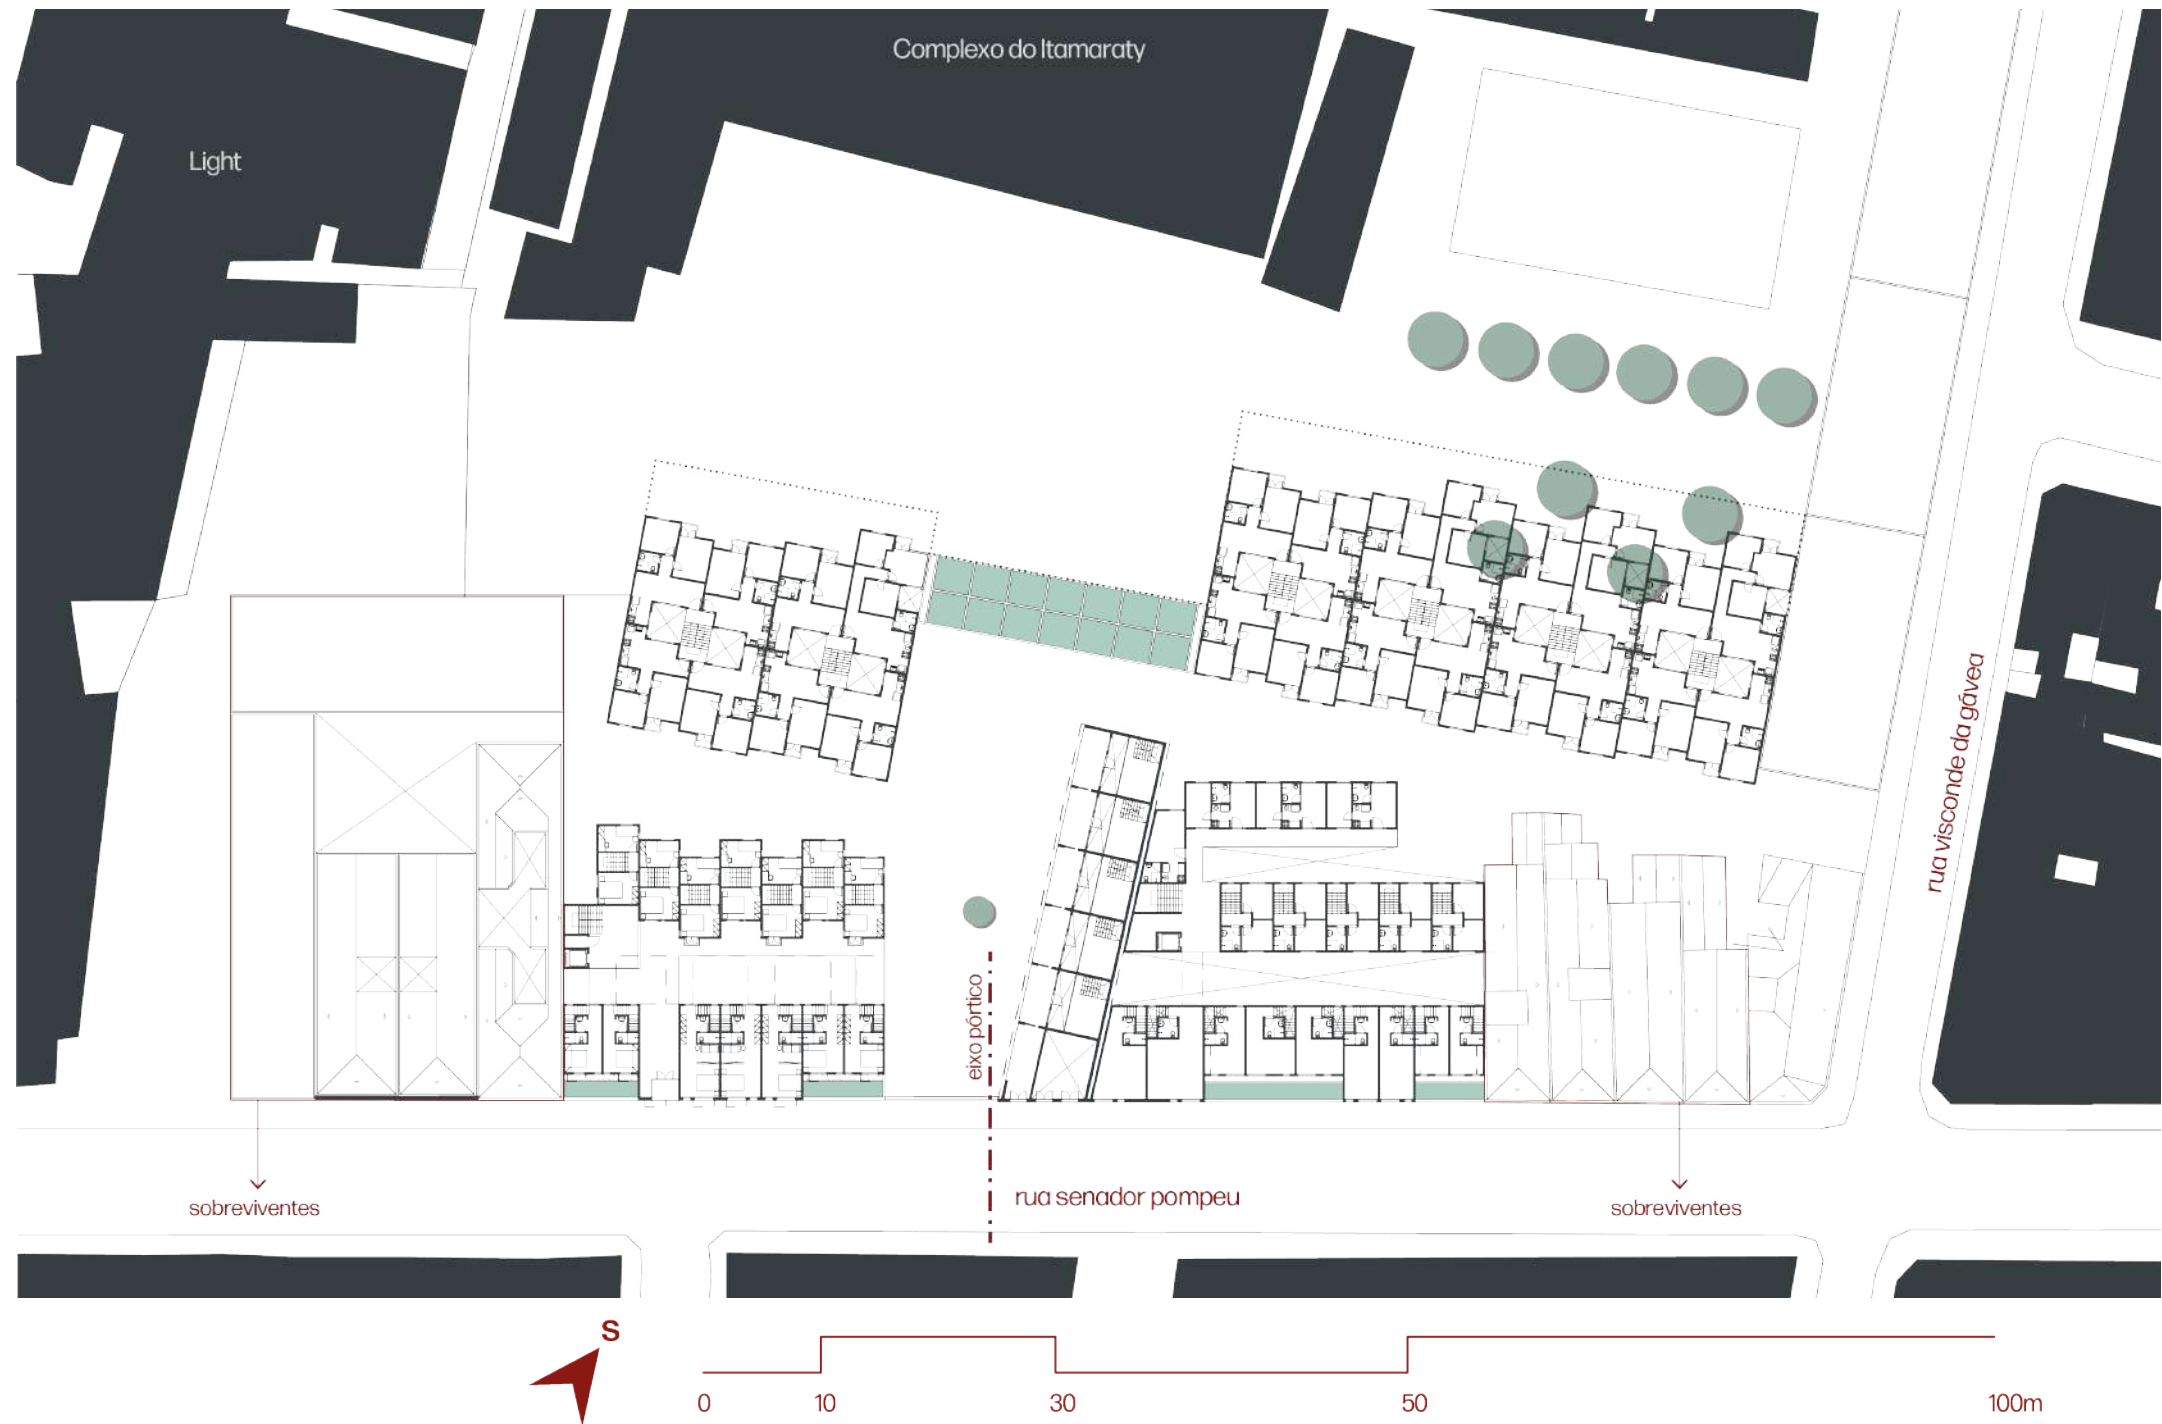 Complexo do Itamaraty
Light
rua visconde da gávea
eixo pórtico
rua senador pompeu
sobreviventes
sobreviventes
S
0 10 30 50 100m